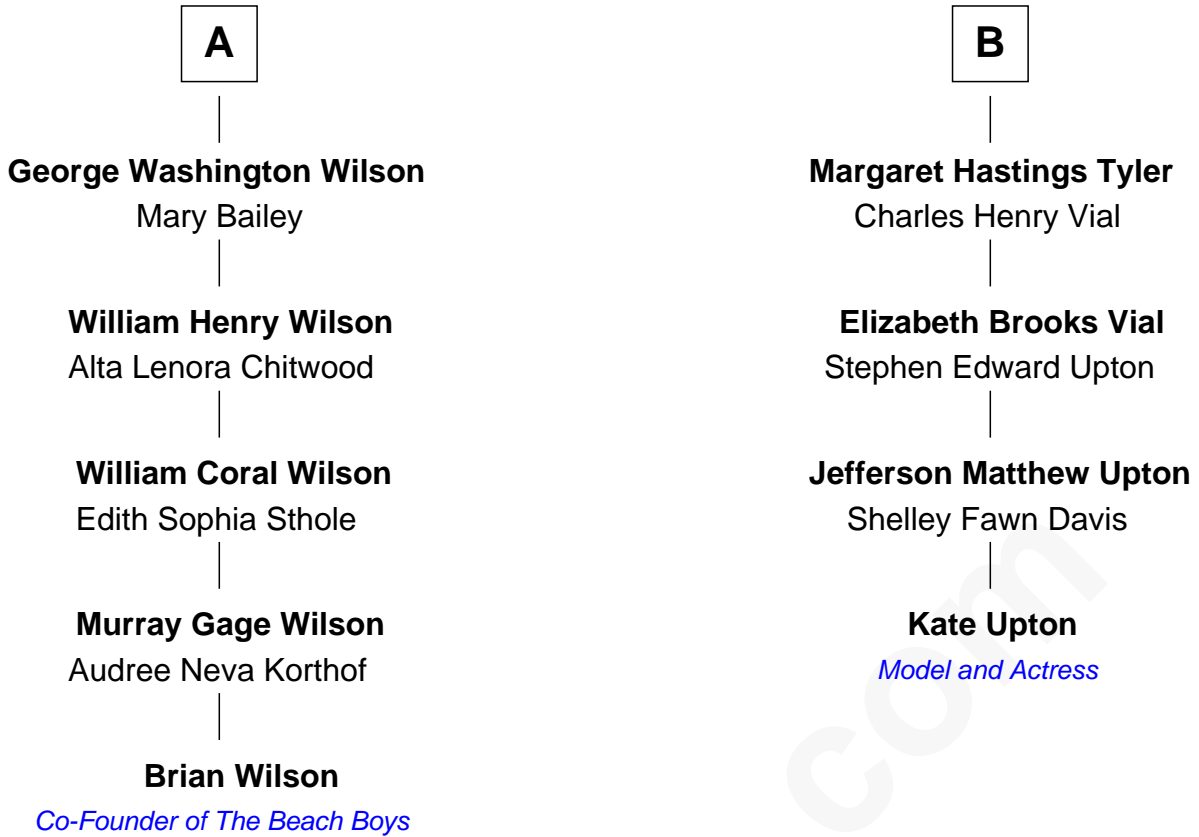 A
George Washington Wilson
Mary Bailey
William Henry Wilson
Alta Lenora Chitwood
William Coral Wilson
Edith Sophia Sthole
Murray Gage Wilson
Audree Neva Korthof
Brian Wilson
Co-Founder of The Beach Boys
B
Margaret Hastings Tyler
Charles Henry Vial
Elizabeth Brooks Vial
Stephen Edward Upton
Jefferson Matthew Upton
Shelley Fawn Davis
Kate Upton
Model and Actress
com